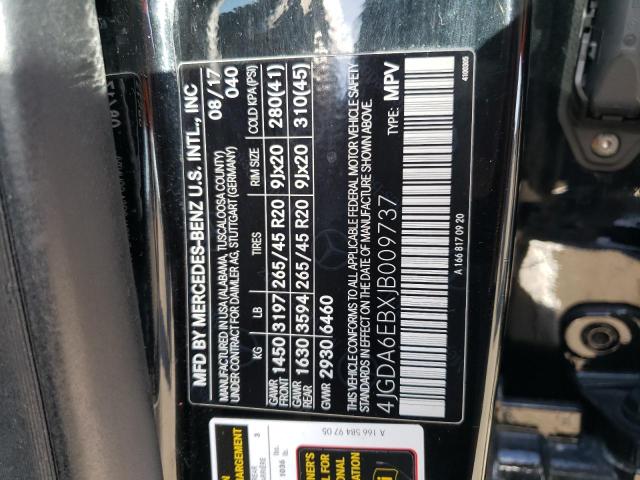 MFD BY MERCEDES-BENZ U.S. INTL., INC
MANUFACTURED IN USA (ALABAMA, TUSCALOOSA COUNTY)
UNDER CONTRACT FOR DAIMLER AG, STUTTGART (GERMANY)
08/17
040
KG LB TIRES RIM SIZE COLD KPA (PSI)
GAWR FRONT 1450 3197 265/45 R20 9Jx20 280(41)
GAWR REAR 1630 3594 265/45 R20 9Jx20 310(45)
GVWR 2930/6460
THIS VEHICLE CONFORMS TO ALL APPLICABLE FEDERAL MOTOR VEHICLE SAFETY
STANDARDS IN EFFECT ON THE DATE OF MANUFACTURE SHOWN ABOVE.
4JGDA6EBXJB009737
TYPE: MPV
A 166 817 09 20
4100305
A 166 584 97 05